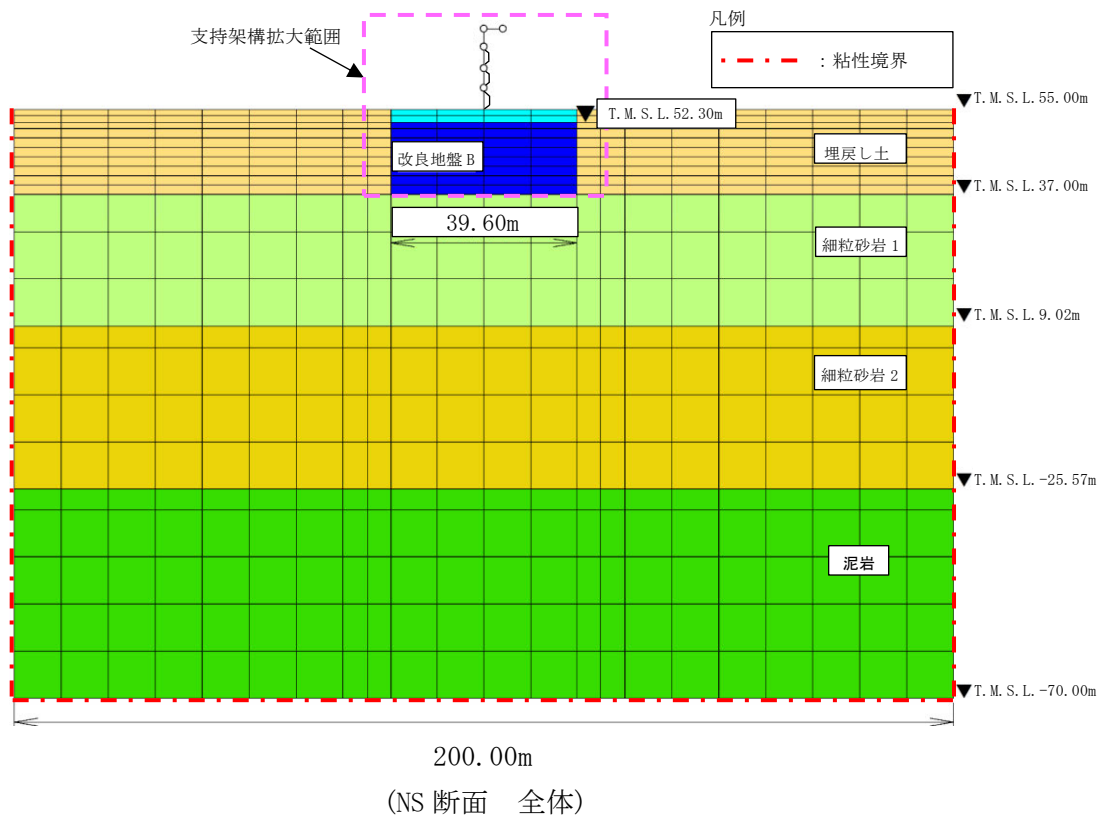 凡例
支持架構拡大範囲
：粘性境界
▼T.M.S.L.55.00m
▼T.M.S.L.52.30m
改良地盤B
埋戻し土
▼T.M.S.L.37.00m
39.60m
細粒砂岩1
▼T.M.S.L.9.02m
細粒砂岩2
▼T.M.S.L.-25.57m
泥岩
▼T.M.S.L.-70.00m
200.00m
(NS断面　全体)